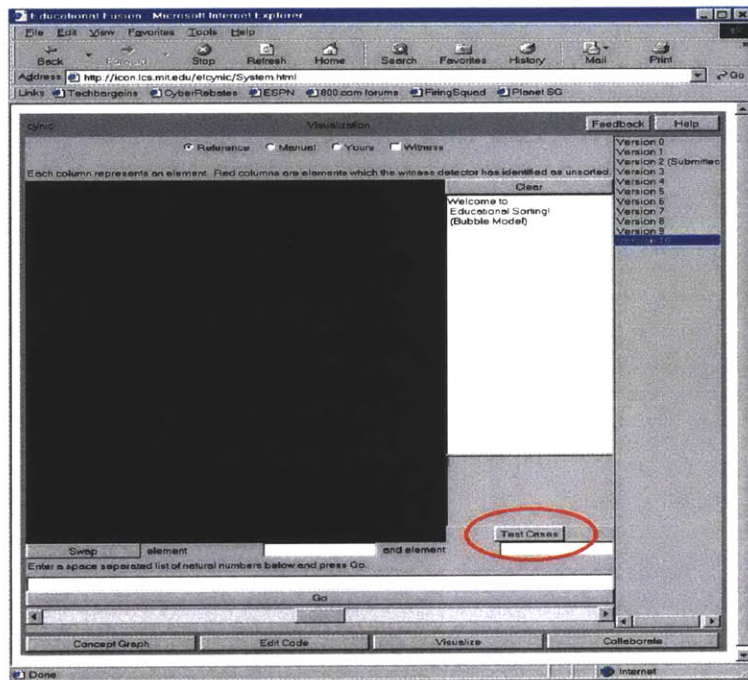 Educational Fusion - Microsoft Internet Explorer
File Edit View Favorites Tools Help
Back Forward Stop Refresh Home Search Favorites History Mail Print
Address http://icon.lcs.mit.edu/efcynic/System.html Go
Links Techbargains CyberRebates ESPN 800.com forums FiringSquad Planet SG
cynic Visualization Feedback Help
Reference Manual Yours Witness
Each column represents an element. Red columns are elements which the witness detector has identified as unsorted.
Clear
Welcome to
Educational Sorting!
(Bubble Model)
Version 0
Version 1
Version 2 (Submitted
Version 3
Version 4
Version 5
Version 6
Version 7
Version 8
Version 9
Version 10
Test Cases
Swap element and element
Enter a space separated list of natural numbers below and press Go.
Go
Concept Graph Edit Code Visualize Collaborate
Done Internet